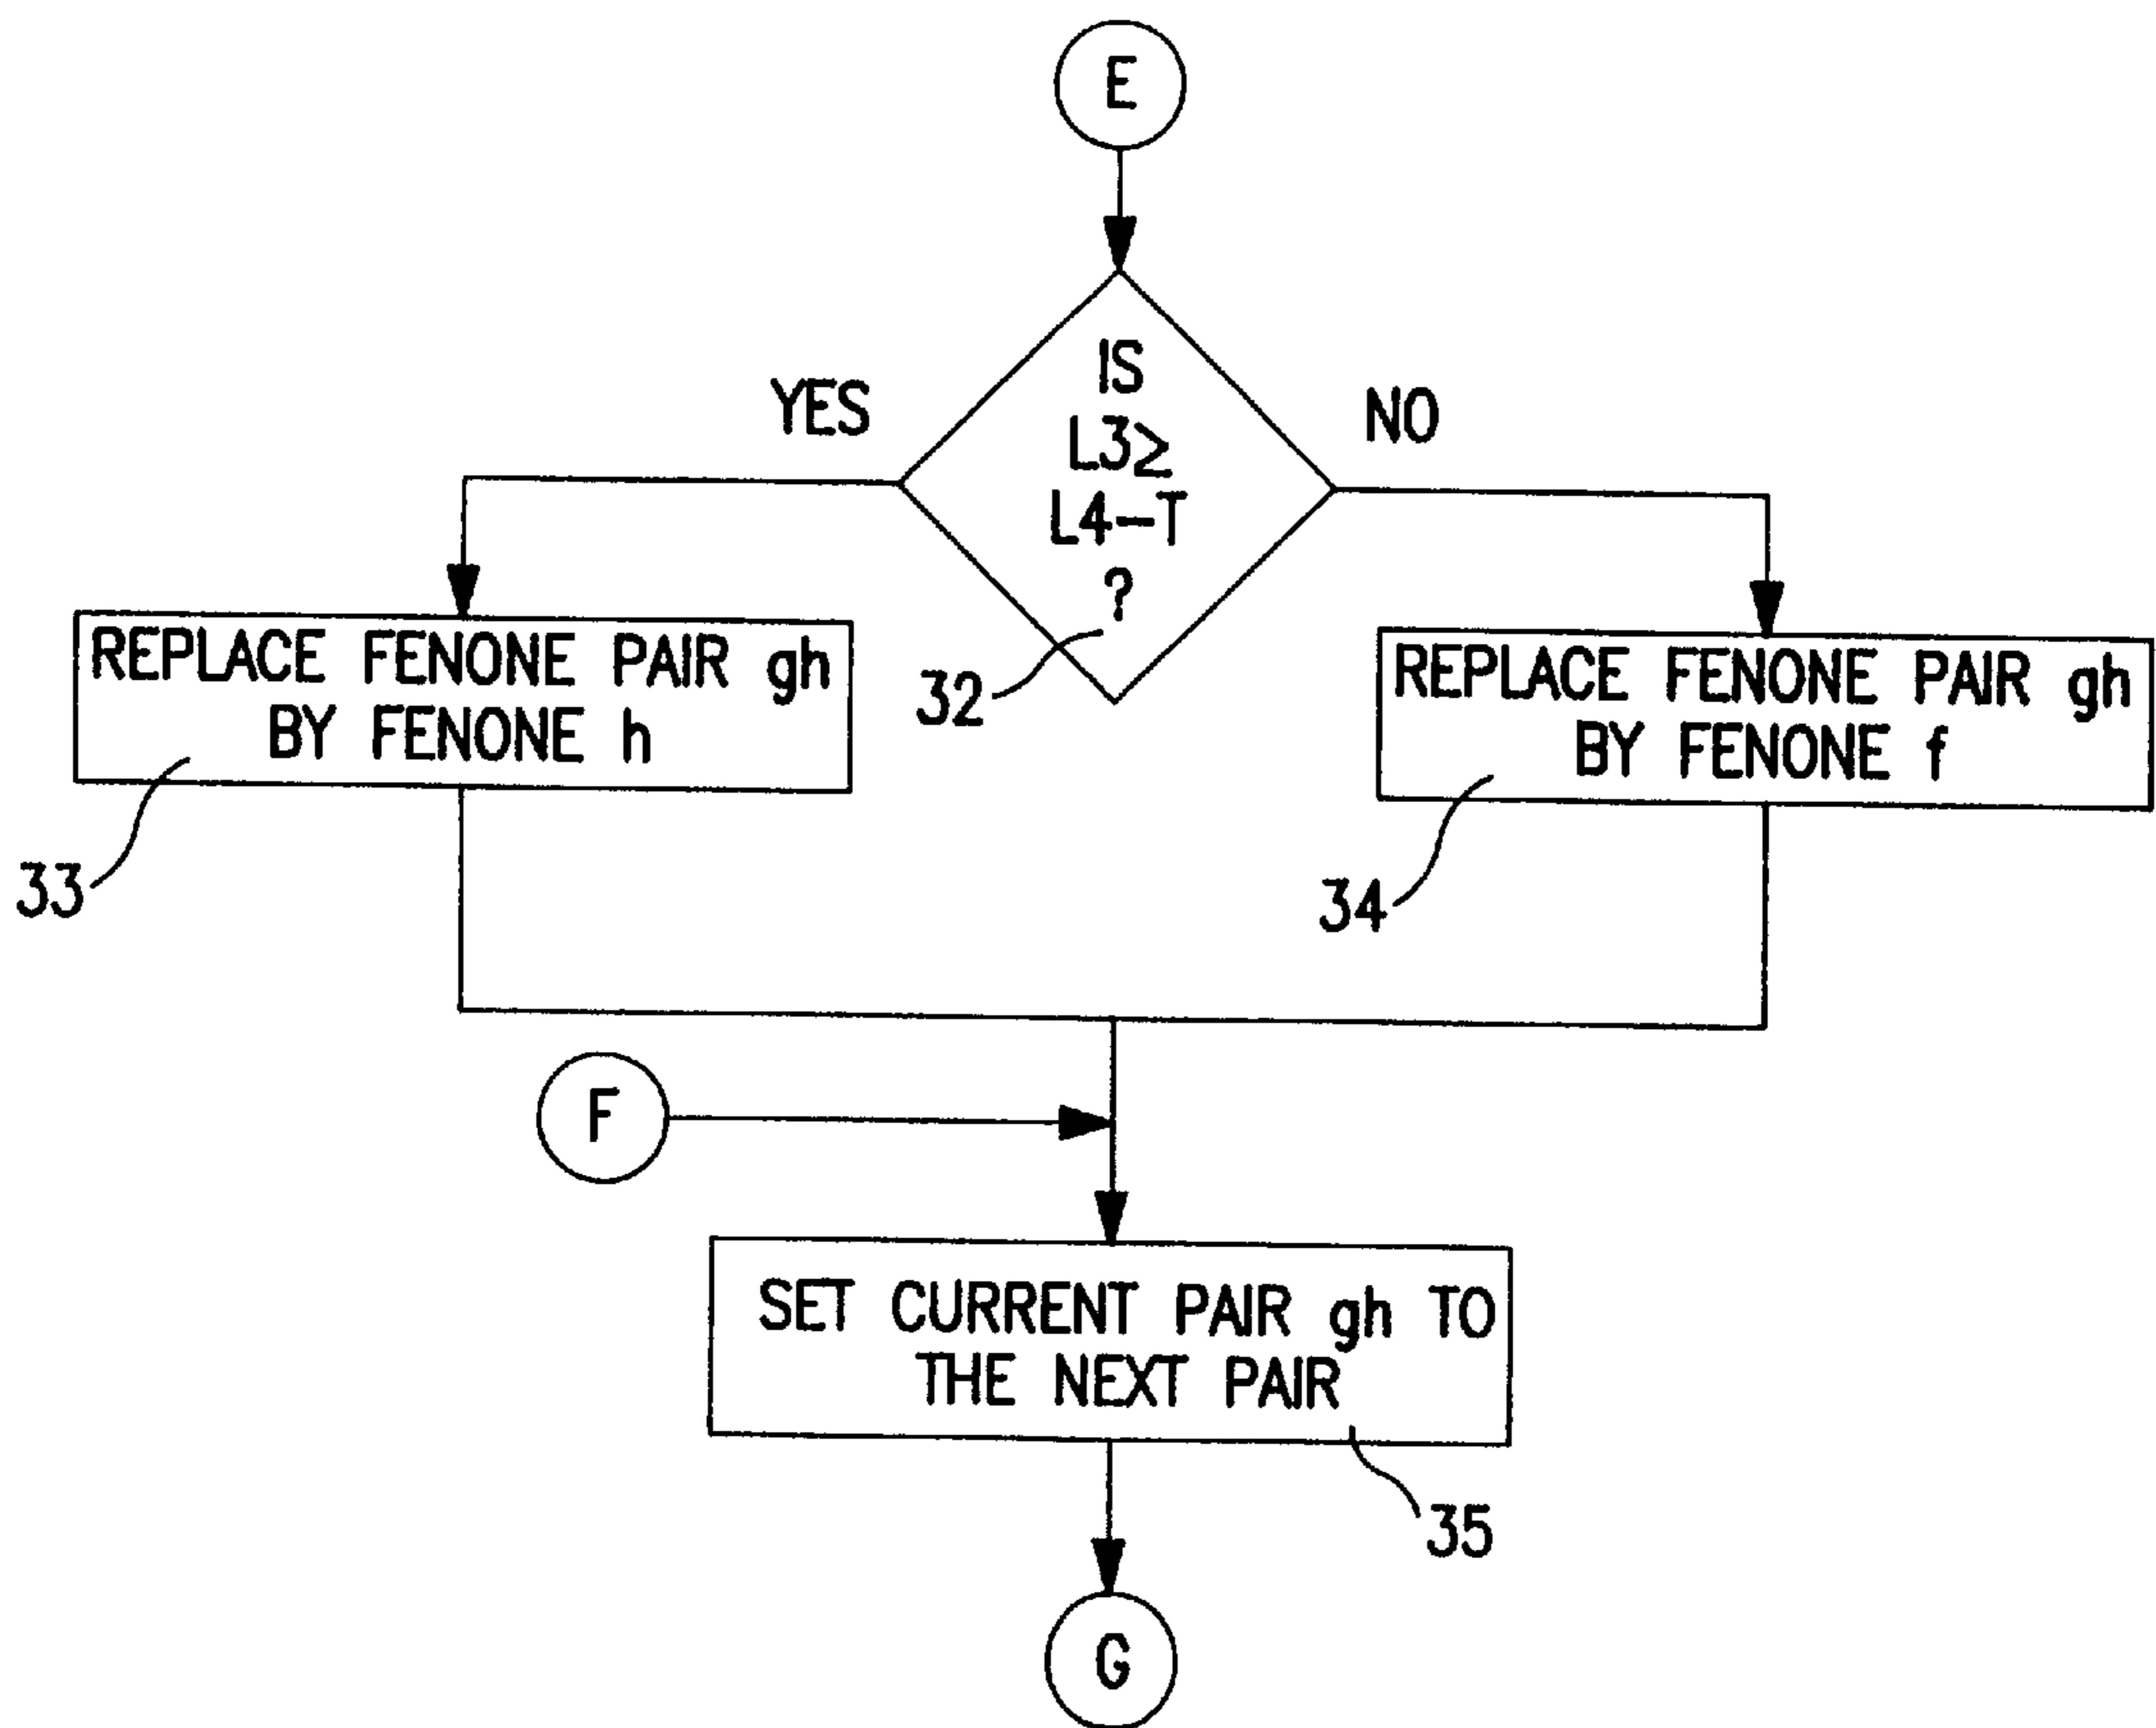 E
IS
L3≥
L4-T
?
YES
NO
32
REPLACE FENONE PAIR gh
BY FENONE h
33
REPLACE FENONE PAIR gh
BY FENONE f
34
F
SET CURRENT PAIR gh TO
THE NEXT PAIR
35
G